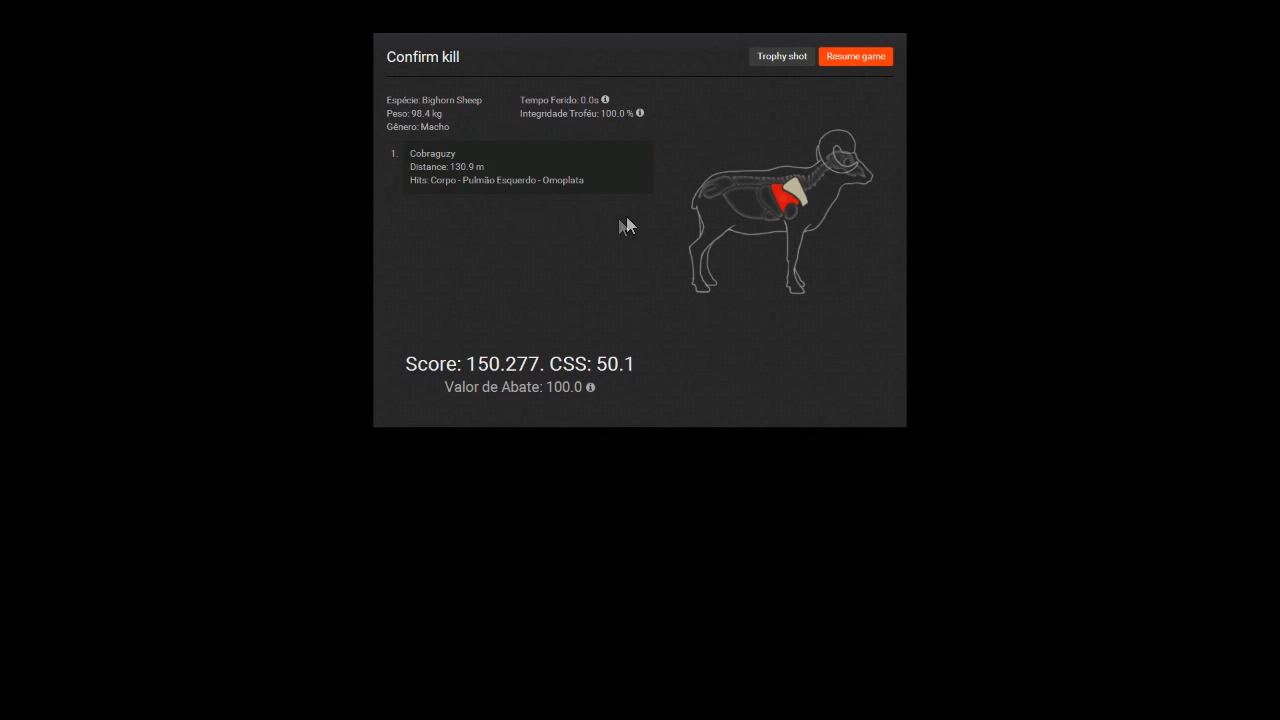 Confirm kill
Trophy shot
Resume game
Espécie: Bighorn Sheep
Peso: 98.4 kg
Gênero: Macho
Tempo Ferido: 0.0s
Integridade Troféu: 100.0 %
1. Cobraguzy
Distance: 130.9 m
Hits: Corpo - Pulmão Esquerdo - Omoplata
Score: 150.277. CSS: 50.1
Valor de Abate: 100.0